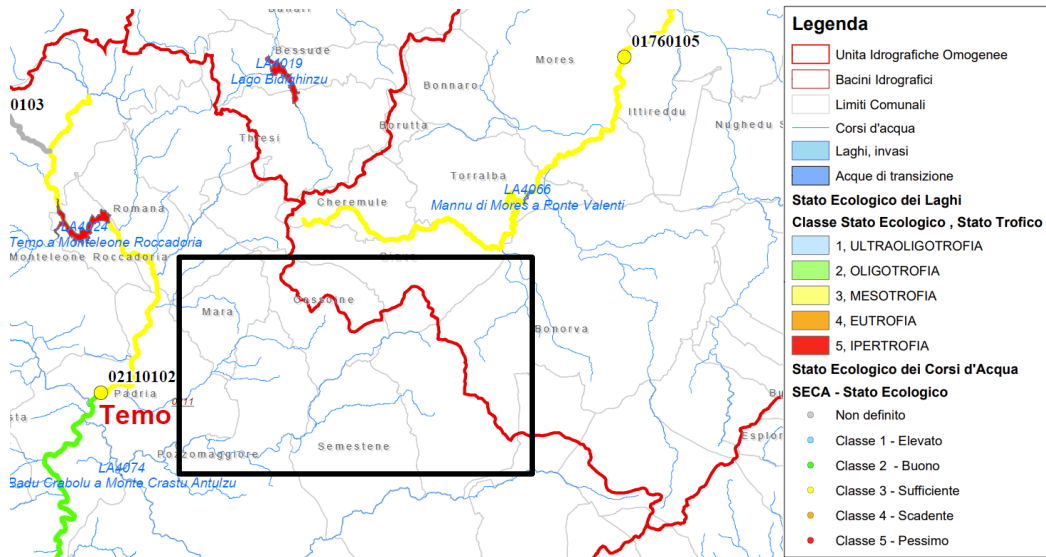 Banari
Bessude
LA4019
Lago Bidighinzu
Mores
01760105
Bonnaro
0103
Ittireddu
Borutta
Nughedu S
Thiesi
Torralba
LA4066
Mannu di Mores a Ponte Valenti
Cheremule
Romana
LA4024
Temo a Monteleone Roccadoria
Monteleone Roccadoria
Giave
Cossoine
Mara
Bonorva
02110102
Padria
0211
Temo
Bu
Esplor
Semestene
Pozzomaggiore
LA4074
Badu Crabolu a Monte Crastu Antulzu
Legenda
Unita Idrografiche Omogenee
Bacini Idrografici
Limiti Comunali
Corsi d'acqua
Laghi, invasi
Acque di transizione
Stato Ecologico dei Laghi
Classe Stato Ecologico , Stato Trofico
1, ULTRAOLIGOTROFIA
2, OLIGOTROFIA
3, MESOTROFIA
4, EUTROFIA
5, IPERTROFIA
Stato Ecologico dei Corsi d'Acqua
SECA - Stato Ecologico
Non definito
Classe 1 - Elevato
Classe 2 - Buono
Classe 3 - Sufficiente
Classe 4 - Scadente
Classe 5 - Pessimo